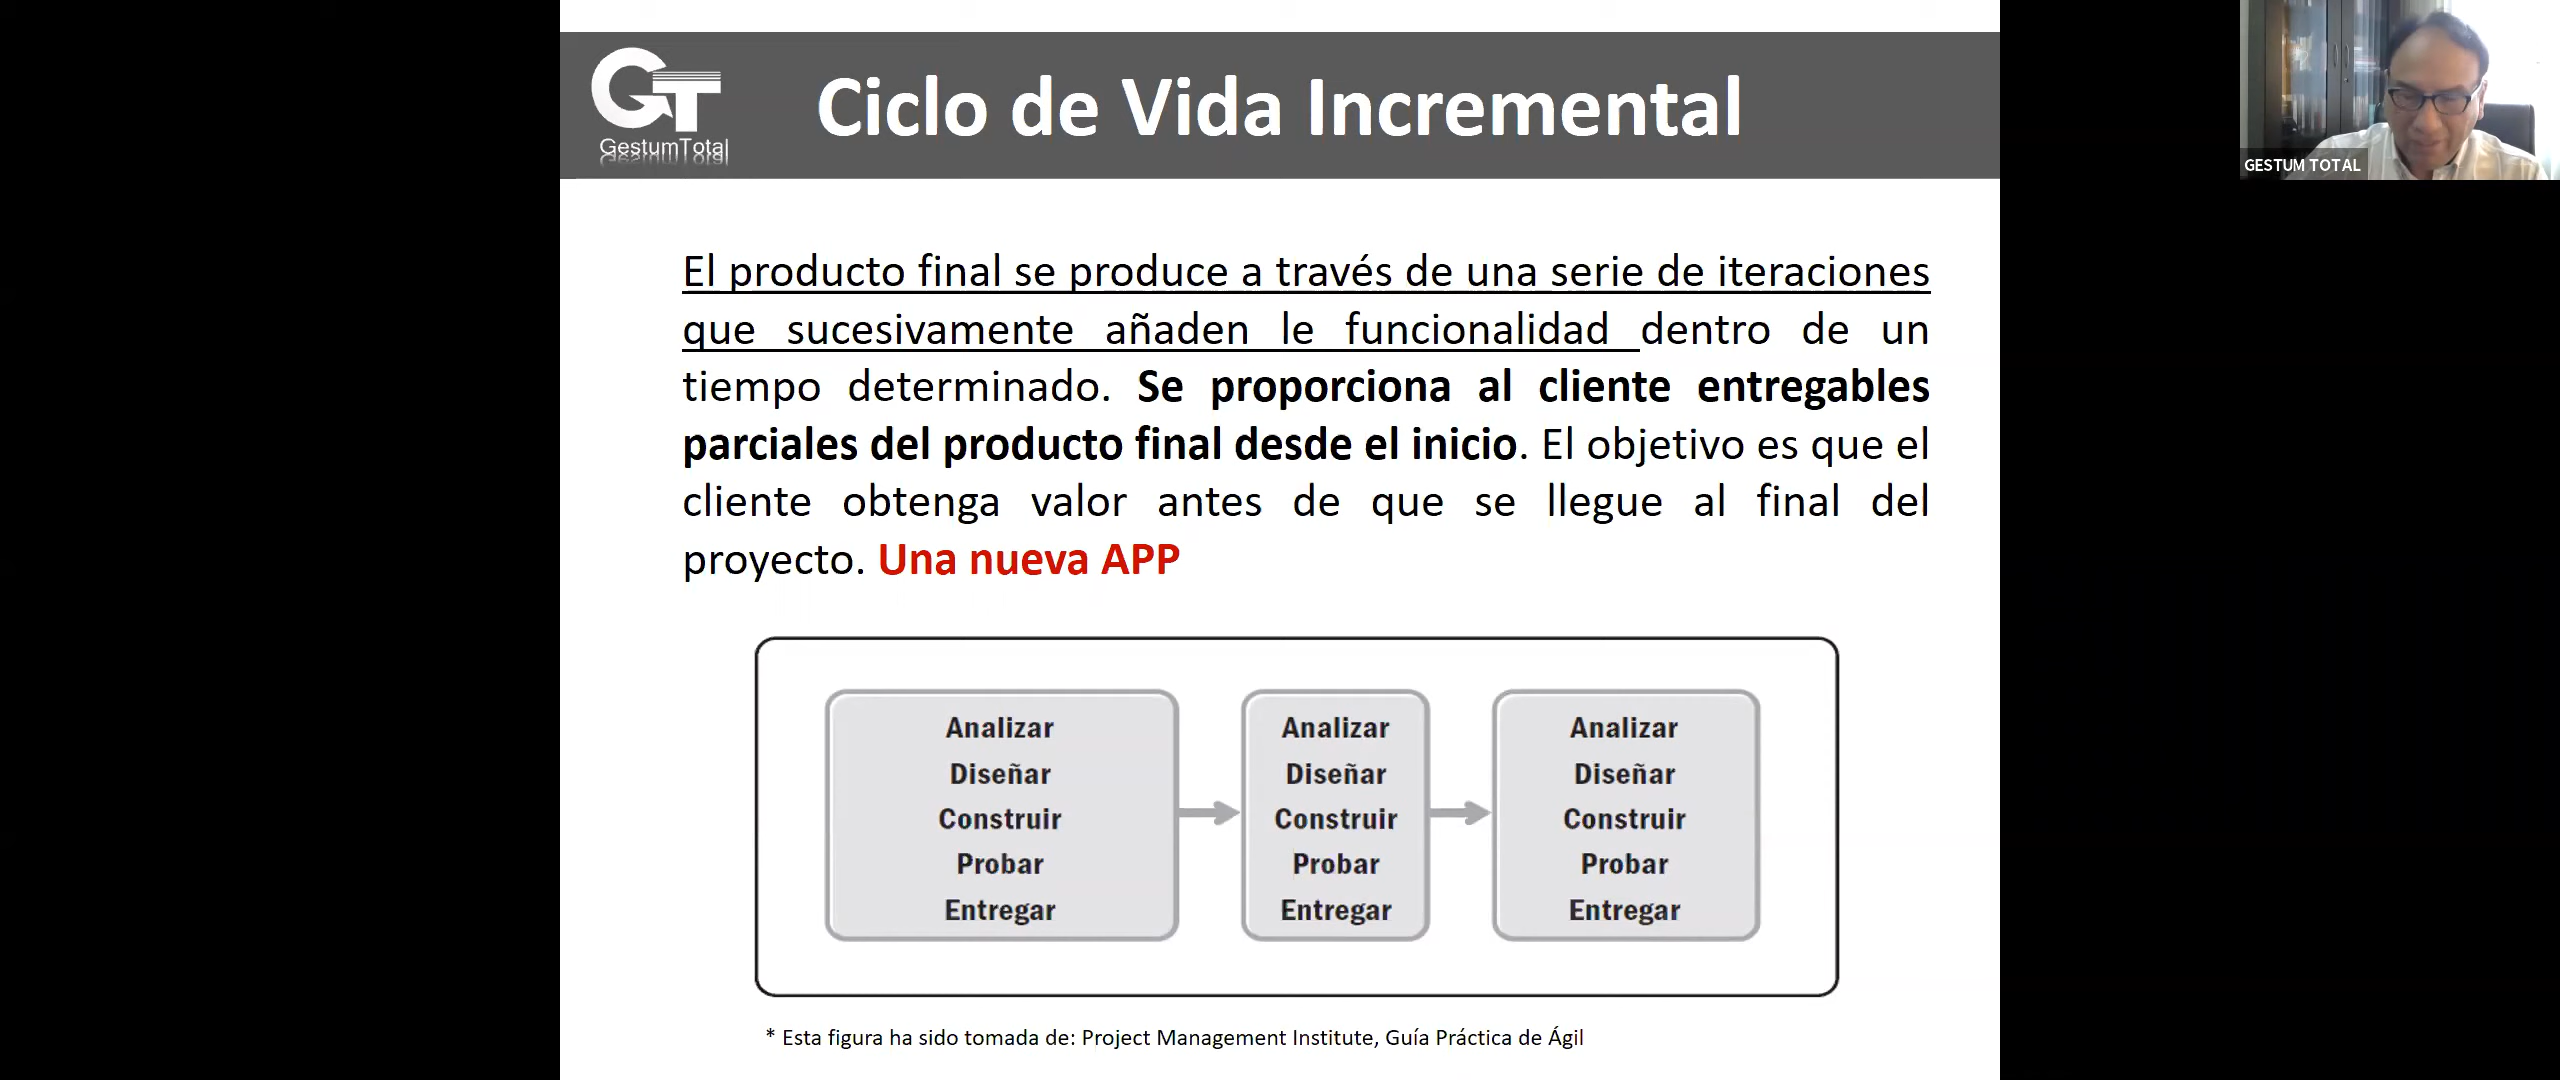 GestumTotal
Ciclo de Vida Incremental
GESTUM TOTAL
El producto final se produce a través de una serie de iteraciones
que sucesivamente añaden le funcionalidad dentro de un
tiempo determinado. Se proporciona al cliente entregables
parciales del producto final desde el inicio. El objetivo es que el
cliente obtenga valor antes de que se llegue al final del
proyecto. Una nueva APP
Analizar
Diseñar
Construir
Probar
Entregar
Analizar
Diseñar
Construir
Probar
Entregar
Analizar
Diseñar
Construir
Probar
Entregar
* Esta figura ha sido tomada de: Project Management Institute, Guía Práctica de Ágil